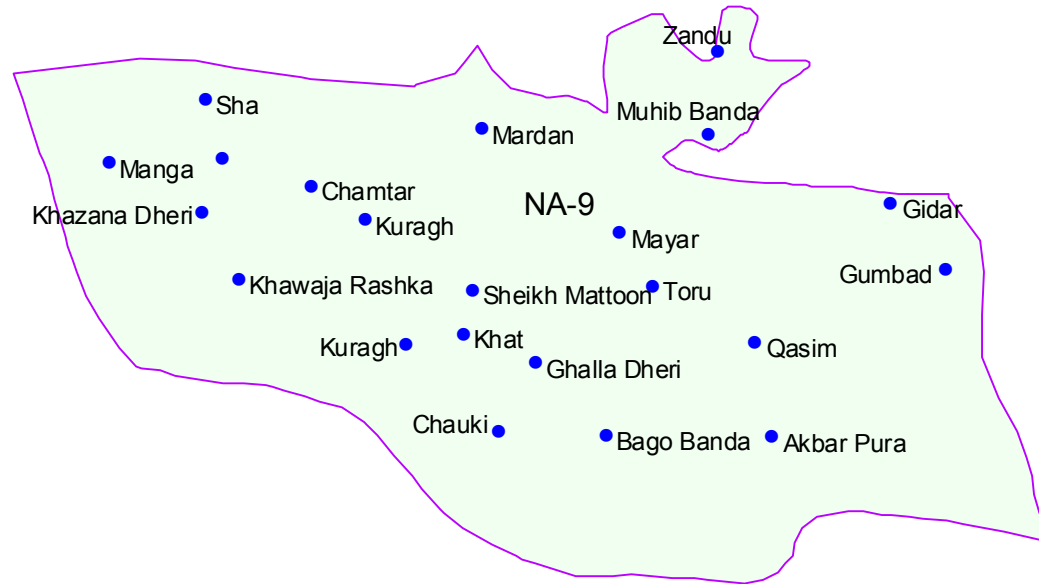 Zandu
Sha
Muhib Banda
Mardan
Manga
Chamtar
NA-9
Gidar
Khazana Dheri
Kuragh
Mayar
Gumbad
Khawaja Rashka
Sheikh Mattoon
Toru
Kuragh
Khat
Qasim
Ghalla Dheri
Chauki
Bago Banda
Akbar Pura